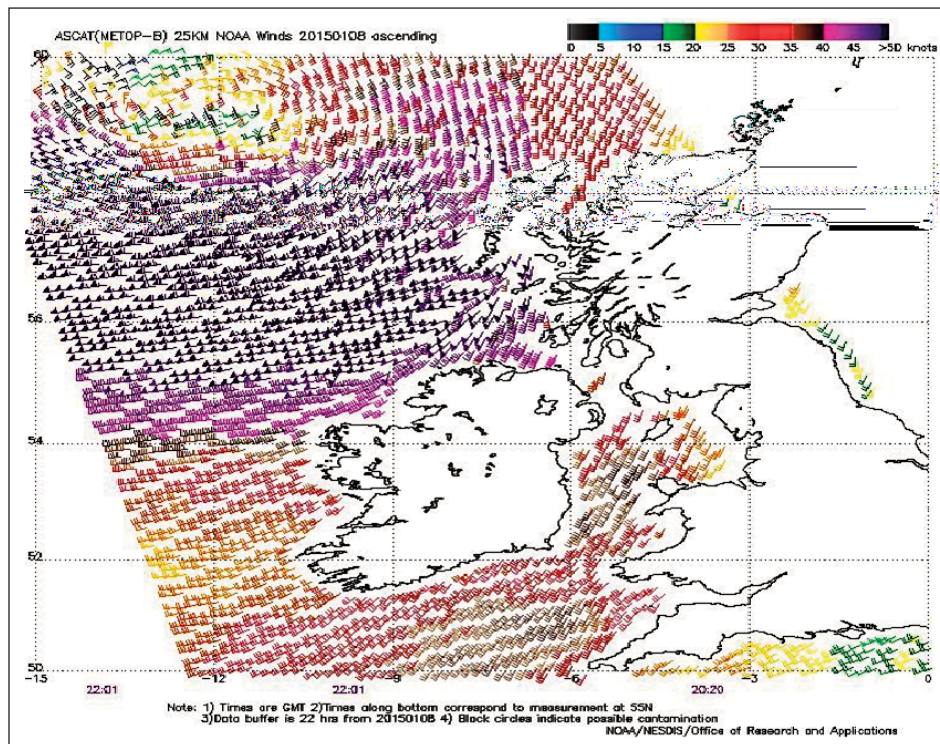 ASCAT(METOP-B) 25KM NOAA Winds 20150108 ascending
0 5 10 15 20 25 30 35 40 45 >50 knots
60
56
54
52
50
-15 -12 -9 -6 -3 0
22:01 22:01 20:20
Note: 1) Times are GMT 2)Times along bottom correspond to measurement at 55N
3)Data buffer is 22 hrs from 20150108 4) Black circles indicate possible contamination
NOAA/NESDIS/Office of Research and Applications